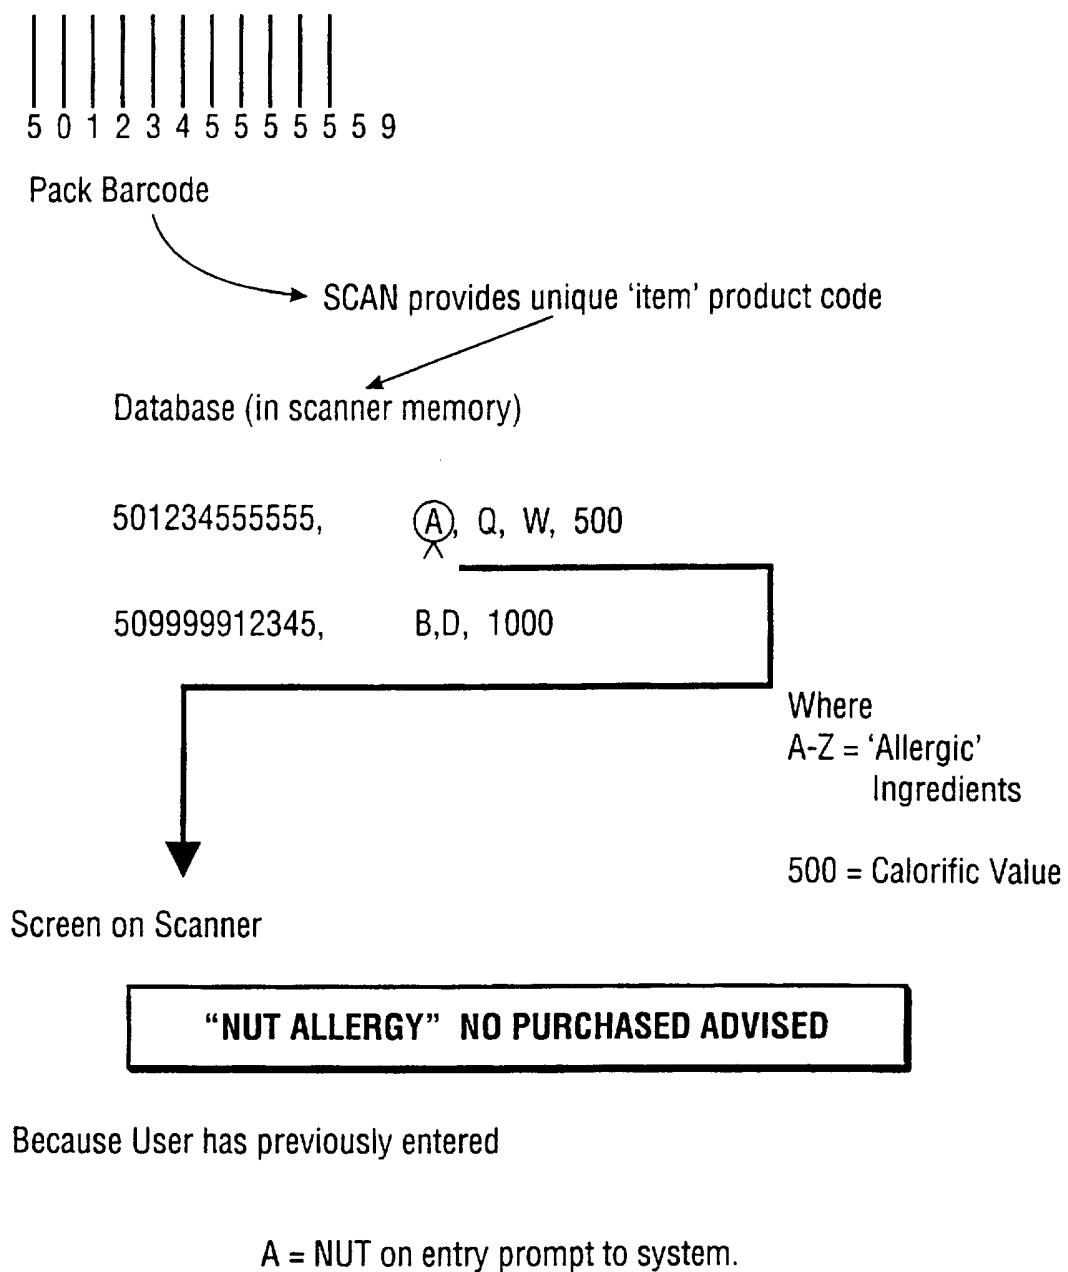 5 0 1 2 3 4 5 5 5 5 5 5 9
Pack Barcode
SCAN provides unique ‘item’ product code
Database (in scanner memory)
501234555555, A, Q, W, 500
509999912345, B,D, 1000
Where
A-Z = ‘Allergic’
Ingredients
500 = Calorific Value
Screen on Scanner
“NUT ALLERGY” NO PURCHASED ADVISED
Because User has previously entered
A = NUT on entry prompt to system.